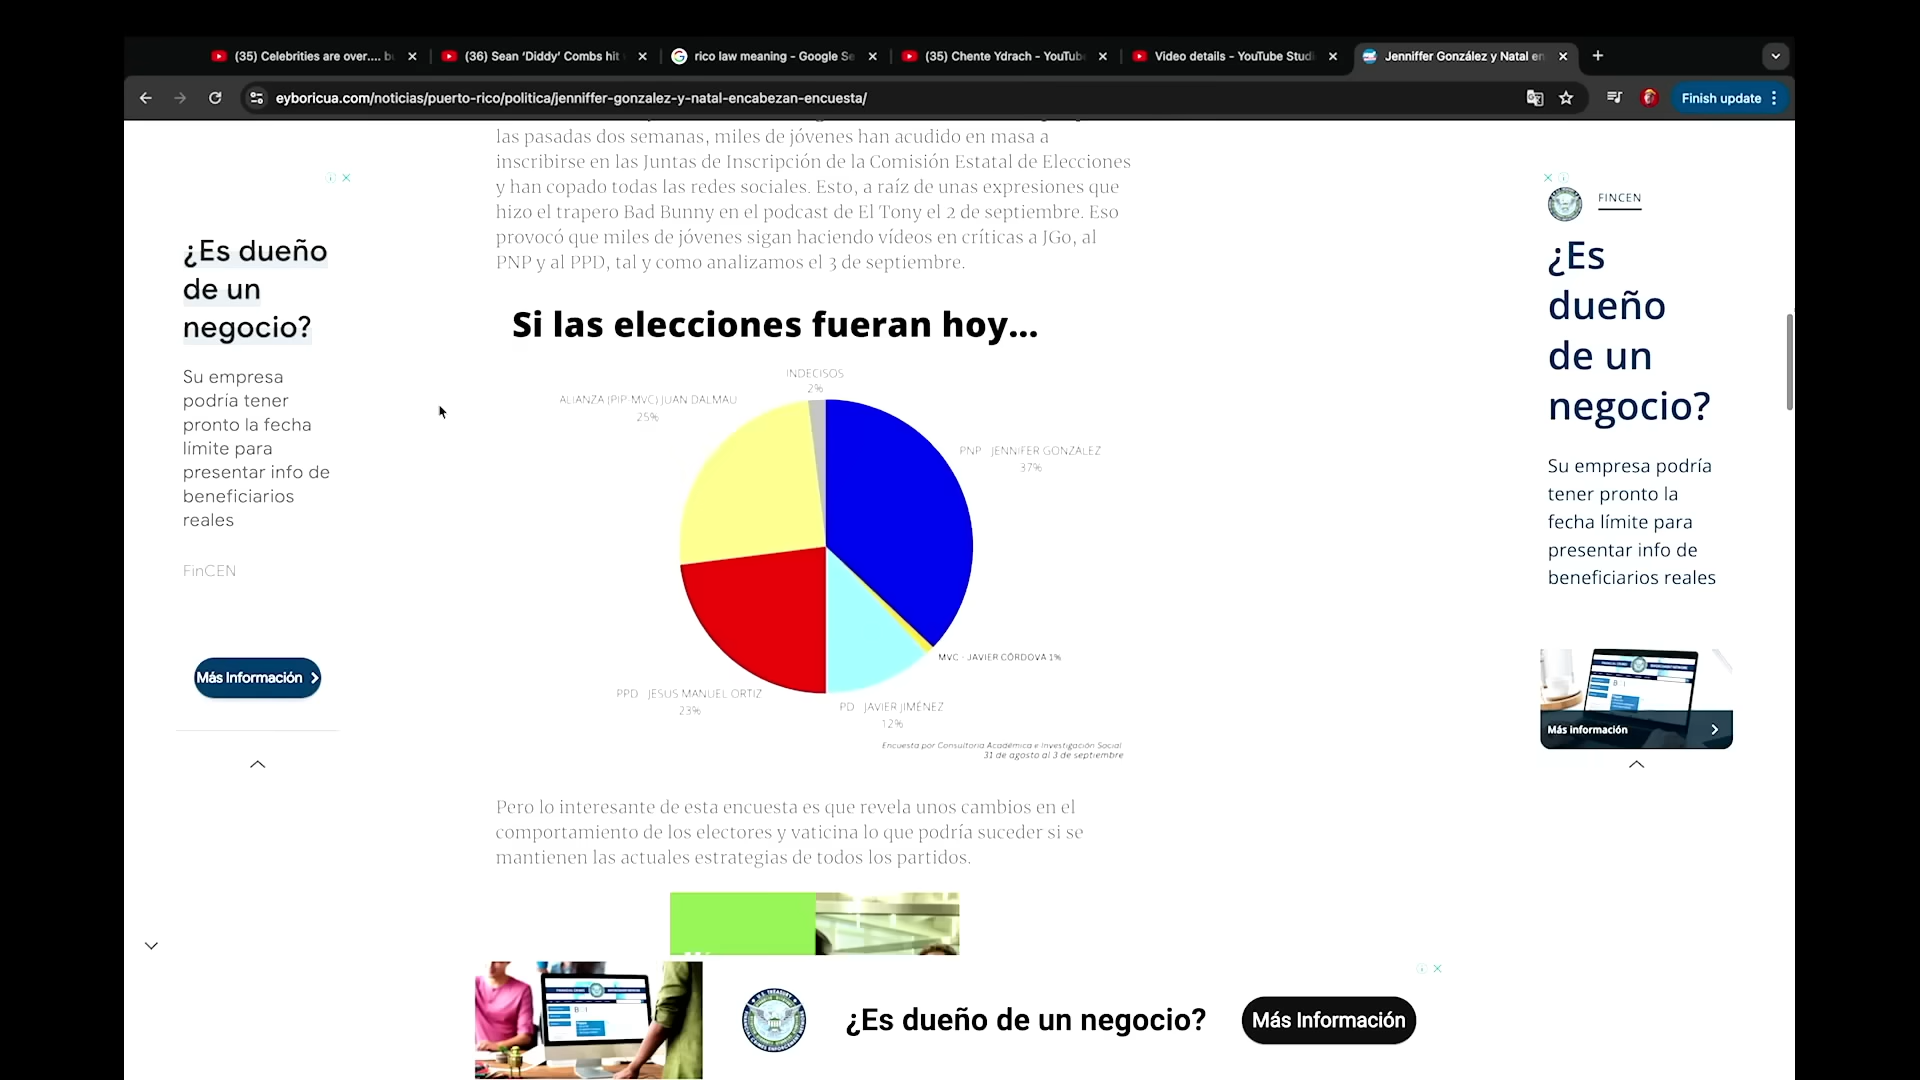 (35) Celebrities are over.... bu
(36) Sean ‘Diddy’ Combs hit
rico law meaning - Google Se
(35) Chente Ydrach - YouTube
Video details - YouTube Studi
Jenniffer González y Natal en
eyboricua.com/noticias/puerto-rico/politica/jenniffer-gonzalez-y-natal-encabezan-encuesta/
Finish update
las pasadas dos semanas, miles de jóvenes han acudido en masa a
inscribirse en las Juntas de Inscripción de la Comisión Estatal de Elecciones
y han copado todas las redes sociales. Esto, a raíz de unas expresiones que
hizo el trapero Bad Bunny en el podcast de El Tony el 2 de septiembre. Eso
provocó que miles de jóvenes sigan haciendo vídeos en críticas a JGo, al
PNP y al PPD, tal y como analizamos el 3 de septiembre.
¿Es dueño
de un
negocio?
Su empresa
podría tener
pronto la fecha
límite para
presentar info de
beneficiarios
reales
FinCEN
Más Información
Si las elecciones fueran hoy...
INDECISOS
2%
ALIANZA (PIP-MVC) JUAN DALMAU
25%
PNP JENNIFER GONZALEZ
37%
MVC - JAVIER CÓRDOVA 1%
PPD JESUS MANUEL ORTIZ
23%
PD JAVIER JIMÉNEZ
12%
Encuesta por Consultoria Académica e Investigación Social
31 de agosto al 3 de septiembre
Pero lo interesante de esta encuesta es que revela unos cambios en el
comportamiento de los electores y vaticina lo que podría suceder si se
mantienen las actuales estrategias de todos los partidos.
FINCEN
¿Es
dueño
de un
negocio?
Su empresa podría
tener pronto la
fecha límite para
presentar info de
beneficiarios reales
Más información
¿Es dueño de un negocio?
Más Información